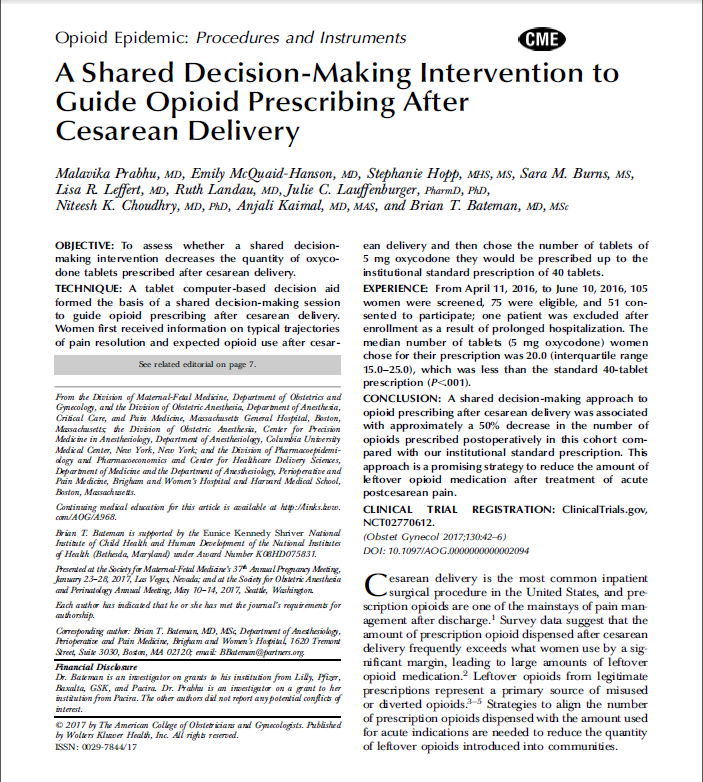 Opioid Epidemic: Procedures and Instruments
CME
A Shared Decision-Making Intervention to
Guide Opioid Prescribing After
Cesarean Delivery
Malavika Prabhu, MD, Emily McQuaid-Hanson, MD, Stephanie Hopp, MHS, MS, Sara M. Burns, MS,
Lisa R. Leffert, MD, Ruth Landau, MD, Julie C. Lauffenburger, PharmD, PhD,
Niteesh K. Choudhry, MD, PhD, Anjali Kaimal, MD, MAS, and Brian T. Bateman, MD, MSc
OBJECTIVE: To assess whether a shared decision-
making intervention decreases the quantity of oxyco-
done tablets prescribed after cesarean delivery.
TECHNIQUE: A tablet computer-based decision aid
formed the basis of a shared decision-making session
to guide opioid prescribing after cesarean delivery.
Women first received information on typical trajectories
of pain resolution and expected opioid use after cesar-
See related editorial on page 7.
From the Division of Maternal-Fetal Medicine, Department of Obstetrics and
Gynecology, and the Division of Obstetric Anesthesia, Department of Anesthesia,
Critical Care, and Pain Medicine, Massachusetts General Hospital, Boston,
Massachusetts; the Division of Obstetric Anesthesia, Center for Precision
Medicine in Anesthesiology, Department of Anesthesiology, Columbia University
Medical Center, New York, New York; and the Division of Pharmacoepidemi-
ology and Pharmacoeconomics and Center for Healthcare Delivery Sciences,
Department of Medicine and the Department of Anesthesiology, Perioperative and
Pain Medicine, Brigham and Women's Hospital and Harvard Medical School,
Boston, Massachusetts.
Continuing medical education for this article is available at http://links.lww.
com/AOG/A968.
Brian T. Bateman is supported by the Eunice Kennedy Shriver National
Institute of Child Health and Human Development of the National Institutes
of Health (Bethesda, Maryland) under Award Number K08HD075831.
Presented at the Society for Maternal-Fetal Medicine's 37th Annual Pregnancy Meeting,
January 23–28, 2017, Las Vegas, Nevada; and at the Society for Obstetric Anesthesia
and Perinatology Annual Meeting, May 10–14, 2017, Seattle, Washington.
Each author has indicated that he or she has met the journal's requirements for
authorship.
Corresponding author: Brian T. Bateman, MD, MSc, Department of Anesthesiology,
Perioperative and Pain Medicine, Brigham and Women's Hospital, 1620 Tremont
Street, Suite 3030, Boston, MA 02120; email: BBateman@partners.org.
Financial Disclosure
Dr. Bateman is an investigator on grants to his institution from Lilly, Pfizer,
Baxalta, GSK, and Pacira. Dr. Prabhu is an investigator on a grant to her
institution from Pacira. The other authors did not report any potential conflicts of
interest.
© 2017 by The American College of Obstetricians and Gynecologists. Published
by Wolters Kluwer Health, Inc. All rights reserved.
ISSN: 0029-7844/17
ean delivery and then chose the number of tablets of
5 mg oxycodone they would be prescribed up to the
institutional standard prescription of 40 tablets.
EXPERIENCE: From April 11, 2016, to June 10, 2016, 105
women were screened, 75 were eligible, and 51 con-
sented to participate; one patient was excluded after
enrollment as a result of prolonged hospitalization. The
median number of tablets (5 mg oxycodone) women
chose for their prescription was 20.0 (interquartile range
15.0–25.0), which was less than the standard 40-tablet
prescription (P<.001).
CONCLUSION: A shared decision-making approach to
opioid prescribing after cesarean delivery was associated
with approximately a 50% decrease in the number of
opioids prescribed postoperatively in this cohort com-
pared with our institutional standard prescription. This
approach is a promising strategy to reduce the amount of
leftover opioid medication after treatment of acute
postcesarean pain.
CLINICAL TRIAL REGISTRATION: ClinicalTrials.gov,
NCT02770612.
(Obstet Gynecol 2017;130:42–6)
DOI: 10.1097/AOG.0000000000002094
Cesarean delivery is the most common inpatient
surgical procedure in the United States, and pre-
scription opioids are one of the mainstays of pain man-
agement after discharge.1 Survey data suggest that the
amount of prescription opioid dispensed after cesarean
delivery frequently exceeds what women use by a sig-
nificant margin, leading to large amounts of leftover
opioid medication.2 Leftover opioids from legitimate
prescriptions represent a primary source of misused
or diverted opioids.3–5 Strategies to align the number
of prescription opioids dispensed with the amount used
for acute indications are needed to reduce the quantity
of leftover opioids introduced into communities.